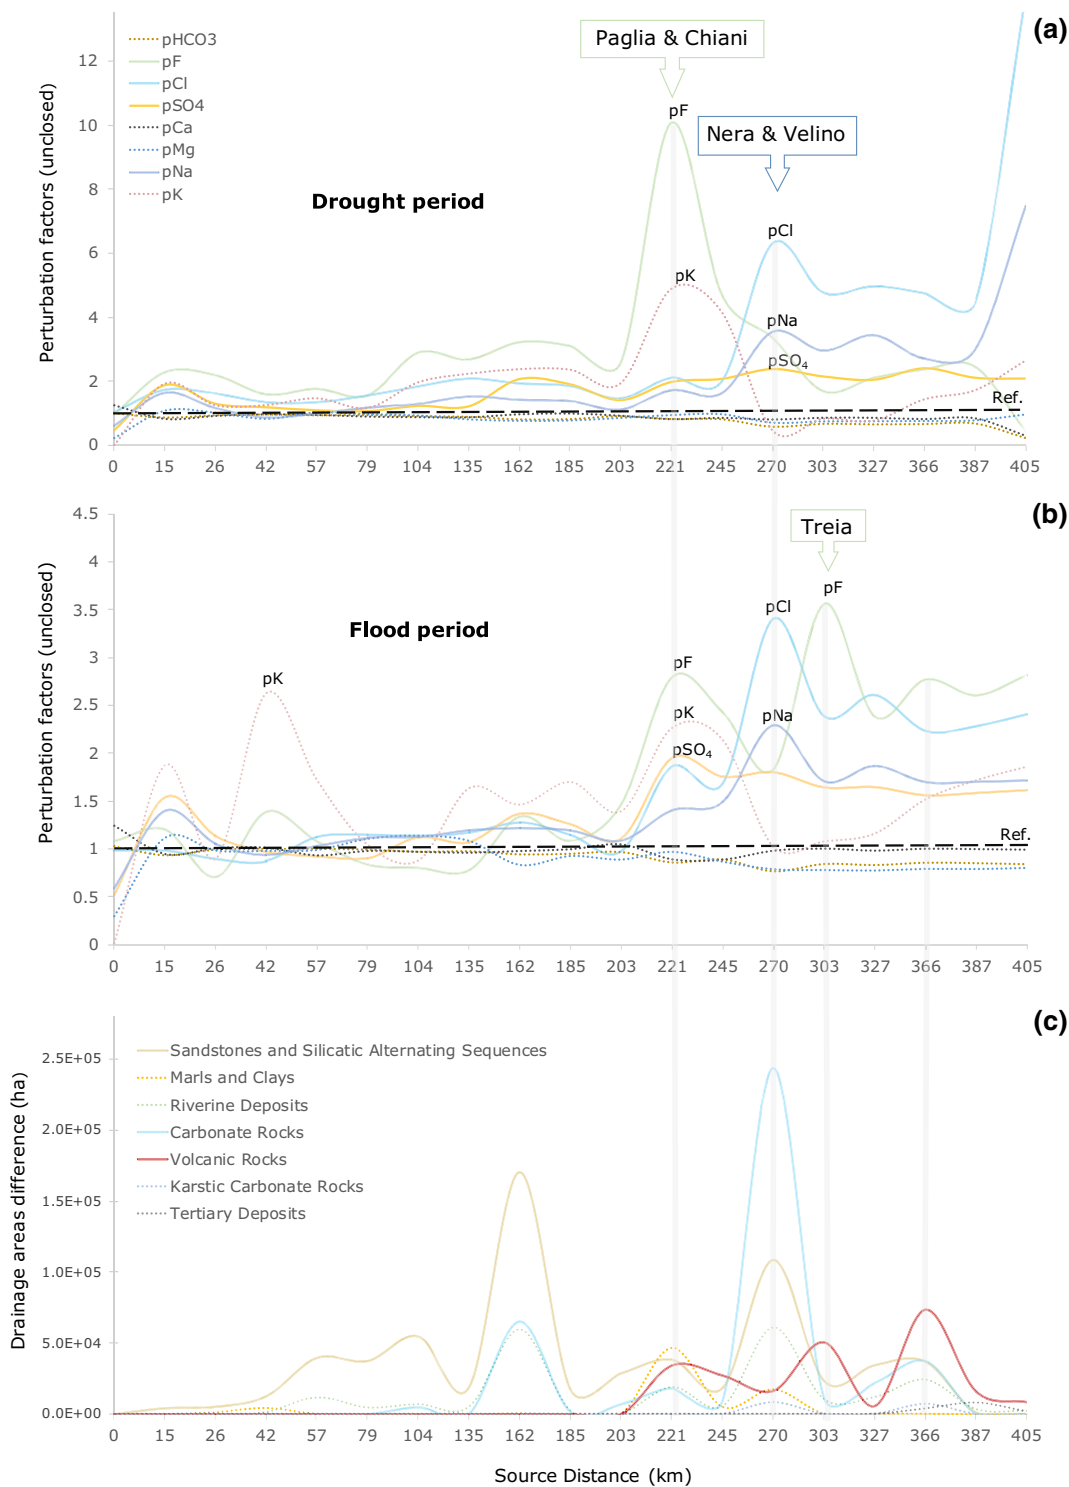 (a)
Paglia & Chiani
Nera & Velino
Perturbation factors (unclosed)
12
10
8
6
4
2
0
pHCO3
pF
pCl
pSO4
pCa
pMg
pNa
pK
Drought period
pF
pCl
pK
pNa
pSO4
Ref.
0 15 26 42 57 79 104 135 162 185 203 221 245 270 303 327 366 387 405
(b)
Treia
Perturbation factors (unclosed)
4.5
4
3.5
3
2.5
2
1.5
1
0.5
0
Flood period
pF
pCl
pF
pK
pK
pNa
pSO4
Ref.
0 15 26 42 57 79 104 135 162 185 203 221 245 270 303 327 366 387 405
(c)
Drainage areas difference (ha)
2.5E+05
2.0E+05
1.5E+05
1.0E+05
5.0E+04
0.0E+00
Sandstones and Silicatic Alternating Sequences
Marls and Clays
Riverine Deposits
Carbonate Rocks
Volcanic Rocks
Karstic Carbonate Rocks
Tertiary Deposits
0 15 26 42 57 79 104 135 162 185 203 221 245 270 303 327 366 387 405
Source Distance (km)